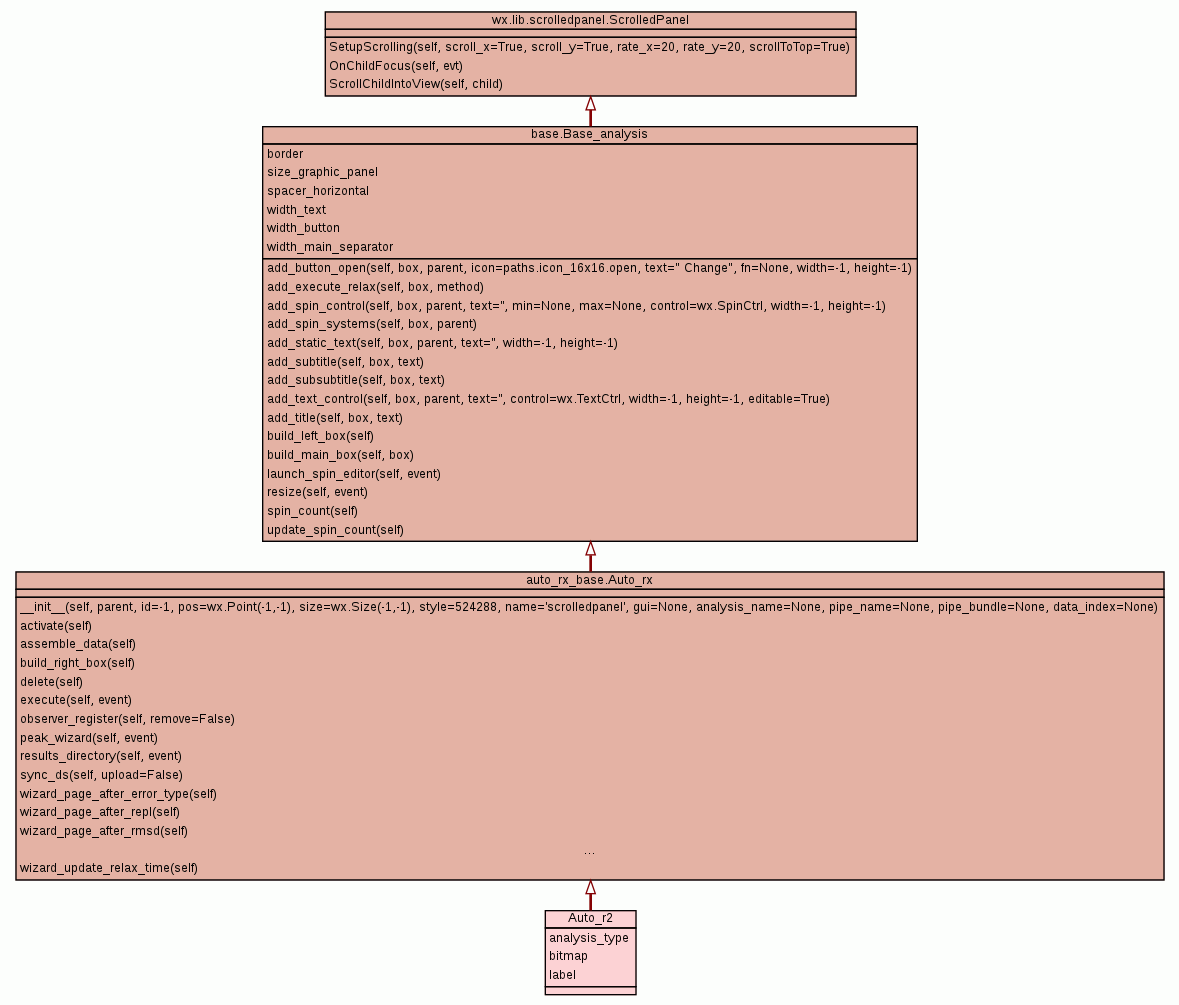 wx.lib.scrolledpanel.ScrolledPanel
SetupScrolling(self, scroll_x=True, scroll_y=True, rate_x=20, rate_y=20, scrollToTop=True)
OnChildFocus(self, evt)
ScrollChildIntoView(self, child)
base.Base_analysis
border
size_graphic_panel
spacer_horizontal
width_text
width_button
width_main_separator
add_button_open(self, box, parent, icon=paths.icon_16x16.open, text=" Change", fn=None, width=-1, height=-1)
add_execute_relax(self, box, method)
add_spin_control(self, box, parent, text='', min=None, max=None, control=wx.SpinCtrl, width=-1, height=-1)
add_spin_systems(self, box, parent)
add_static_text(self, box, parent, text='', width=-1, height=-1)
add_subtitle(self, box, text)
add_subsubtitle(self, box, text)
add_text_control(self, box, parent, text='', control=wx.TextCtrl, width=-1, height=-1, editable=True)
add_title(self, box, text)
build_left_box(self)
build_main_box(self, box)
launch_spin_editor(self, event)
resize(self, event)
spin_count(self)
update_spin_count(self)
auto_rx_base.Auto_rx
__init__(self, parent, id=-1, pos=wx.Point(-1,-1), size=wx.Size(-1,-1), style=524288, name='scrolledpanel', gui=None, analysis_name=None, pipe_name=None, pipe_bundle=None, data_index=None)
activate(self)
assemble_data(self)
build_right_box(self)
delete(self)
execute(self, event)
observer_register(self, remove=False)
peak_wizard(self, event)
results_directory(self, event)
sync_ds(self, upload=False)
wizard_page_after_error_type(self)
wizard_page_after_repl(self)
wizard_page_after_rmsd(self)
...
wizard_update_relax_time(self)
Auto_r2
analysis_type
bitmap
label